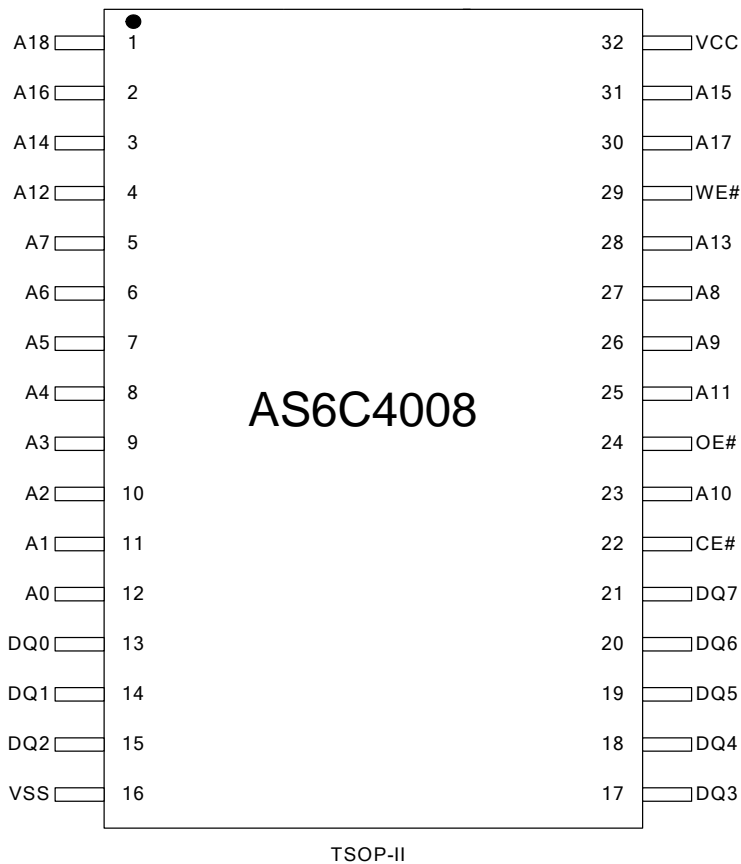 A18 1 32 VCC
A16 2 31 A15
A14 3 30 A17
A12 4 29 WE#
A7 5 28 A13
A6 6 27 A8
A5 7 26 A9
A4 8 25 A11
AS6C4008
A3 9 24 OE#
A2 10 23 A10
A1 11 22 CE#
A0 12 21 DQ7
DQ0 13 20 DQ6
DQ1 14 19 DQ5
DQ2 15 18 DQ4
VSS 16 17 DQ3
TSOP-II